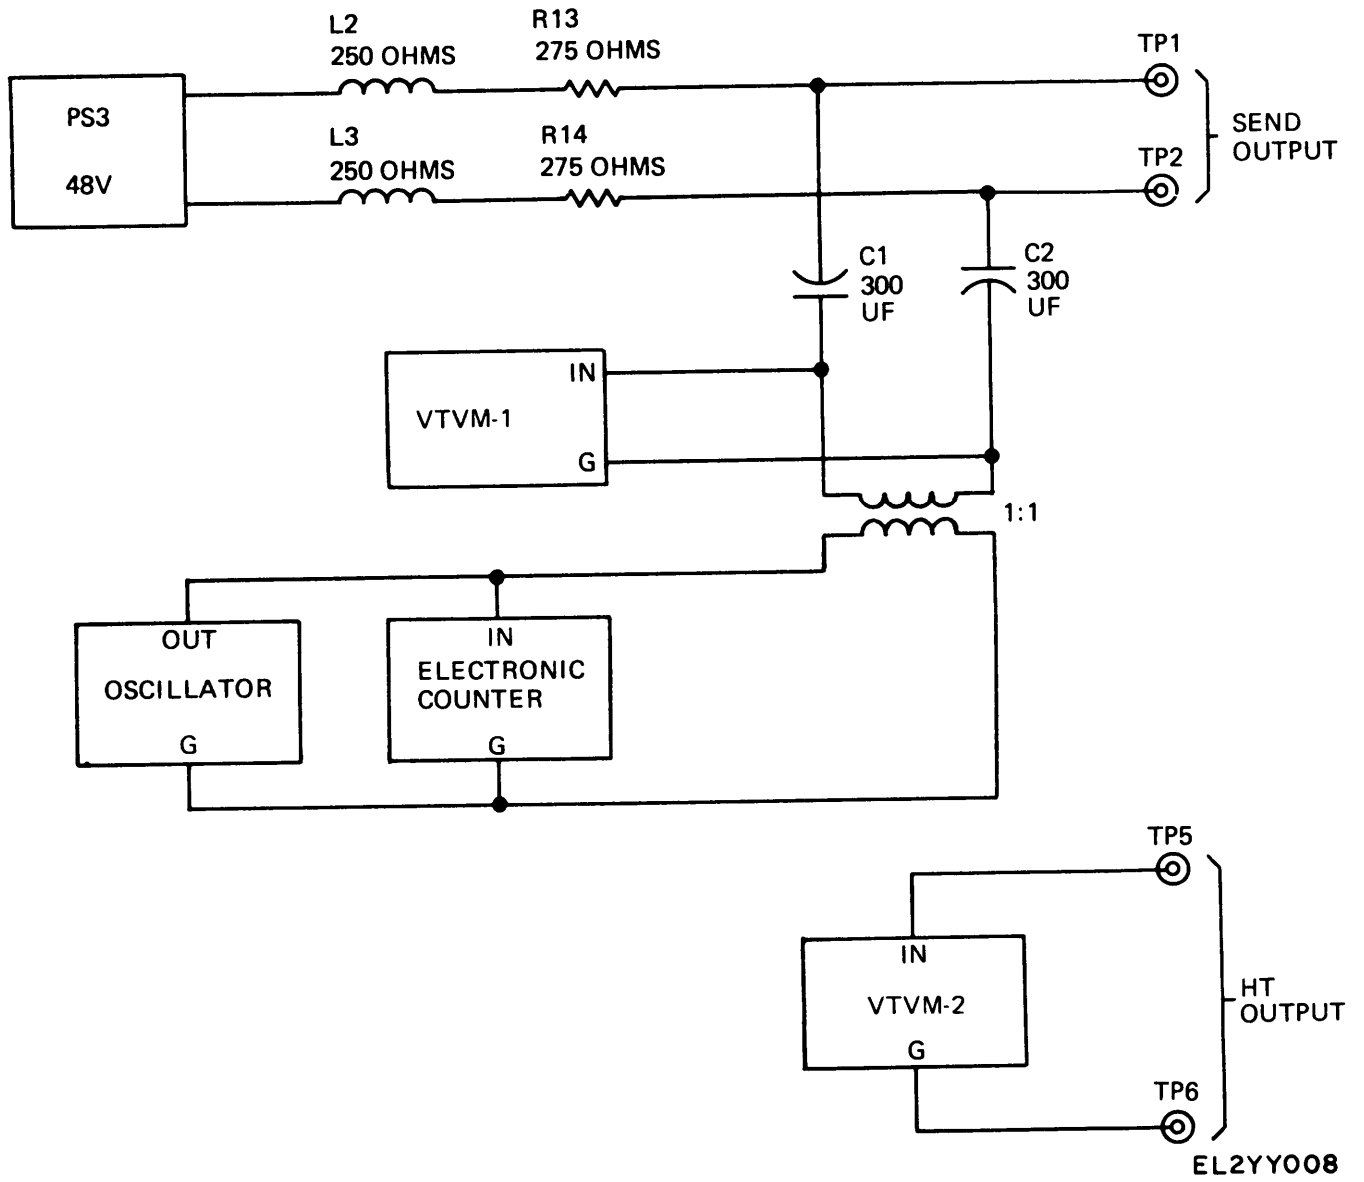 L2
250 OHMS
R13
275 OHMS
TP1
PS3
48V
L3
250 OHMS
R14
275 OHMS
TP2
SEND
OUTPUT
C1
300
UF
C2
300
UF
VTVM-1
IN
G
1:1
OUT
OSCILLATOR
G
IN
ELECTRONIC
COUNTER
G
TP5
IN
VTVM-2
G
HT
OUTPUT
TP6
EL2YY008